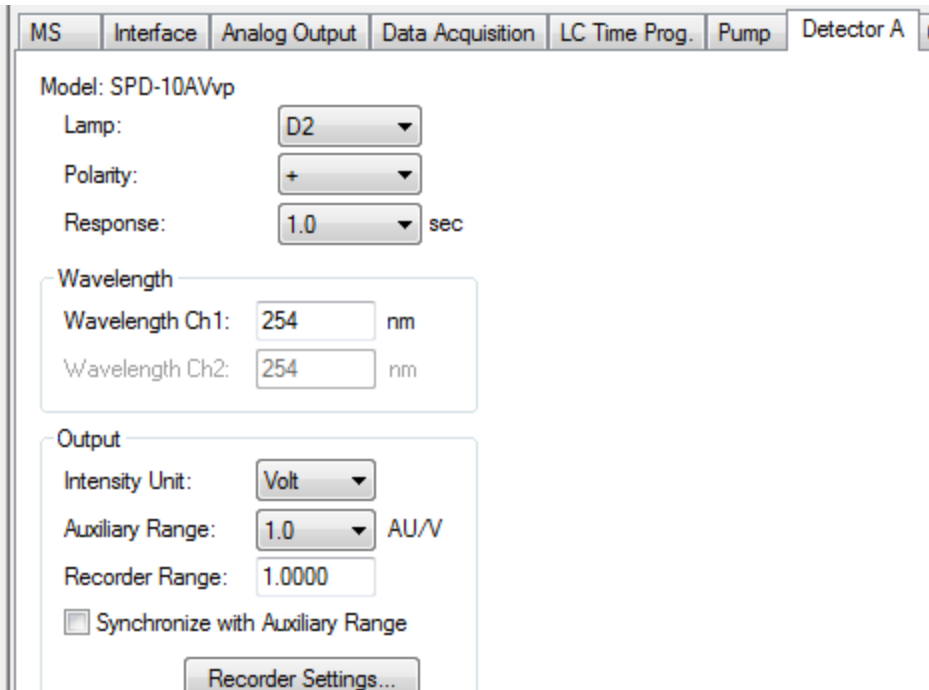 MS Interface Analog Output Data Acquisition LC Time Prog. Pump Detector A
Model: SPD-10AVvp
Lamp: D2
Polarity: +
Response: 1.0 sec
Wavelength
Wavelength Ch1: 254 nm
Wavelength Ch2: 254 nm
Output
Intensity Unit: Volt
Auxiliary Range: 1.0 AU/V
Recorder Range: 1.0000
Synchronize with Auxiliary Range
Recorder Settings...